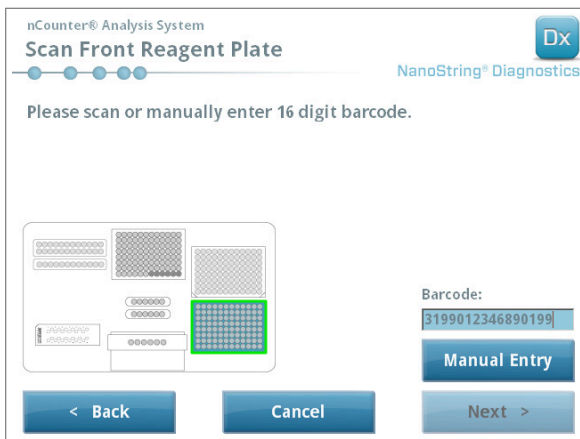 nCounter® Analysis System
Scan Front Reagent Plate
Dx
NanoString® Diagnostics
Please scan or manually enter 16 digit barcode.
Barcode:
3199012346890199
Manual Entry
< Back
Cancel
Next >